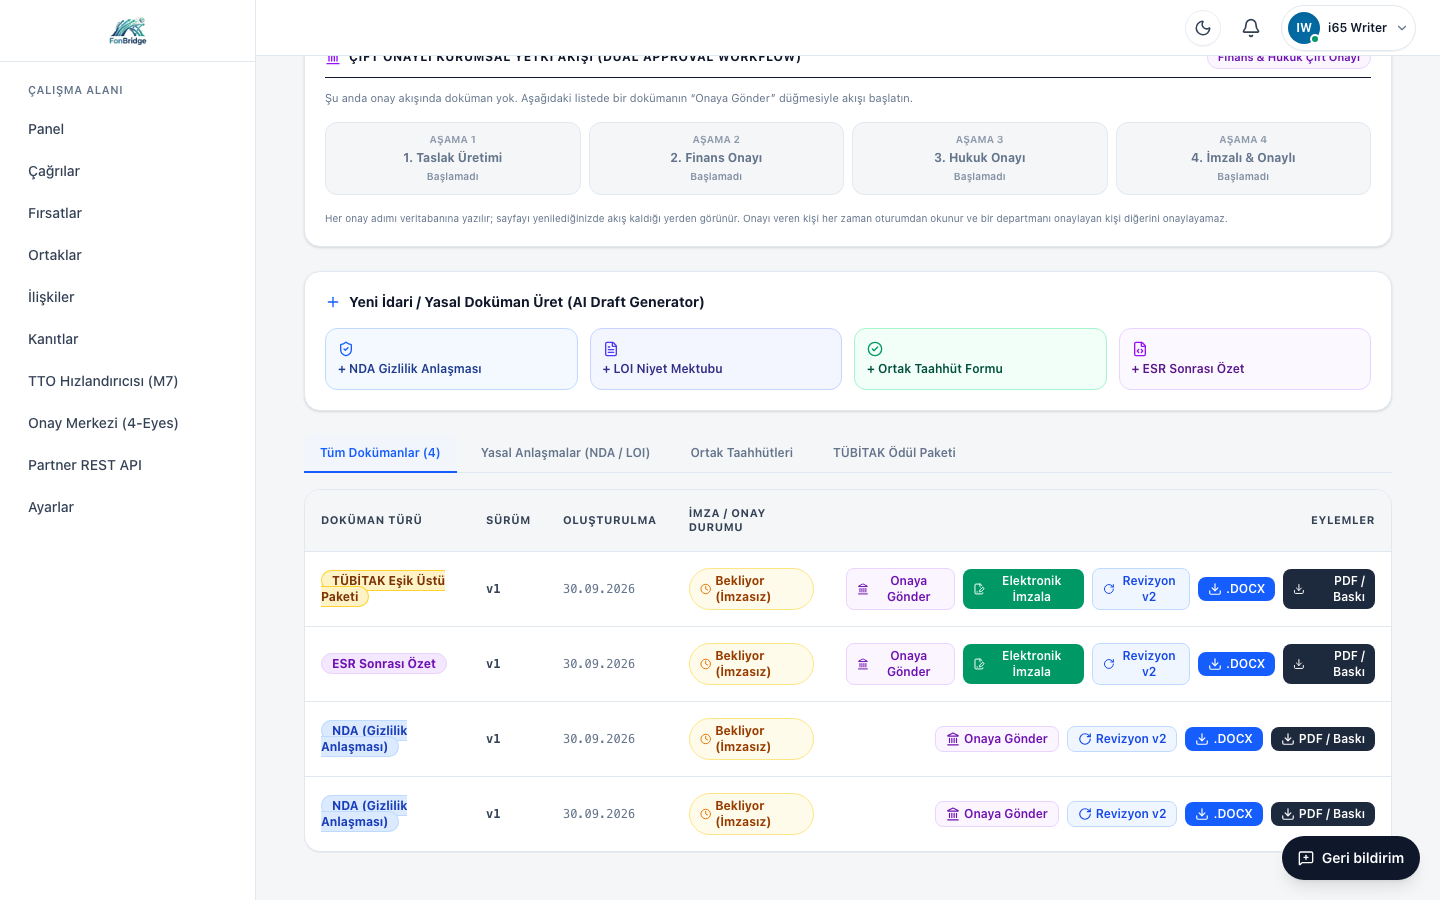 FonBridge
i65 Writer
IW
ÇALIŞMA ALANI
Panel
Çağrılar
Fırsatlar
Ortaklar
İlişkiler
Kanıtlar
TTO Hızlandırıcısı (M7)
Onay Merkezi (4-Eyes)
Partner REST API
Ayarlar
ÇİFT ONAYLI KURUMSAL YETKİ AKIŞI (DUAL APPROVAL WORKFLOW)
Finans & Hukuk Çift Onayı
Şu anda onay akışında doküman yok. Aşağıdaki listede bir dokümanın “Onaya Gönder” düğmesiyle akışı başlatın.
AŞAMA 1
1. Taslak Üretimi
Başlamadı
AŞAMA 2
2. Finans Onayı
Başlamadı
AŞAMA 3
3. Hukuk Onayı
Başlamadı
AŞAMA 4
4. İmzalı & Onaylı
Başlamadı
Her onay adımı veritabanına yazılır; sayfayı yenilediğinizde akış kaldığı yerden görünür. Onayı veren kişi her zaman oturumdan okunur ve bir departmanı onaylayan kişi diğerini onaylayamaz.
Yeni İdari / Yasal Doküman Üret (AI Draft Generator)
+ NDA Gizlilik Anlaşması
+ LOI Niyet Mektubu
+ Ortak Taahhüt Formu
+ ESR Sonrası Özet
Tüm Dokümanlar (4)
Yasal Anlaşmalar (NDA / LOI)
Ortak Taahhütleri
TÜBİTAK Ödül Paketi
DOKÜMAN TÜRÜ
SÜRÜM
OLUŞTURULMA
İMZA / ONAY
DURUMU
EYLEMLER
TÜBİTAK Eşik Üstü
Paketi
v1
30.09.2026
Bekliyor
(İmzasız)
Onaya
Gönder
Elektronik
İmzala
Revizyon
v2
.DOCX
PDF /
Baskı
ESR Sonrası Özet
v1
30.09.2026
Bekliyor
(İmzasız)
Onaya
Gönder
Elektronik
İmzala
Revizyon
v2
.DOCX
PDF /
Baskı
NDA (Gizlilik
Anlaşması)
v1
30.09.2026
Bekliyor
(İmzasız)
Onaya Gönder
Revizyon v2
.DOCX
PDF / Baskı
NDA (Gizlilik
Anlaşması)
v1
30.09.2026
Bekliyor
(İmzasız)
Onaya Gönder
Revizyon v2
.DOCX
PDF / Baskı
Geri bildirim